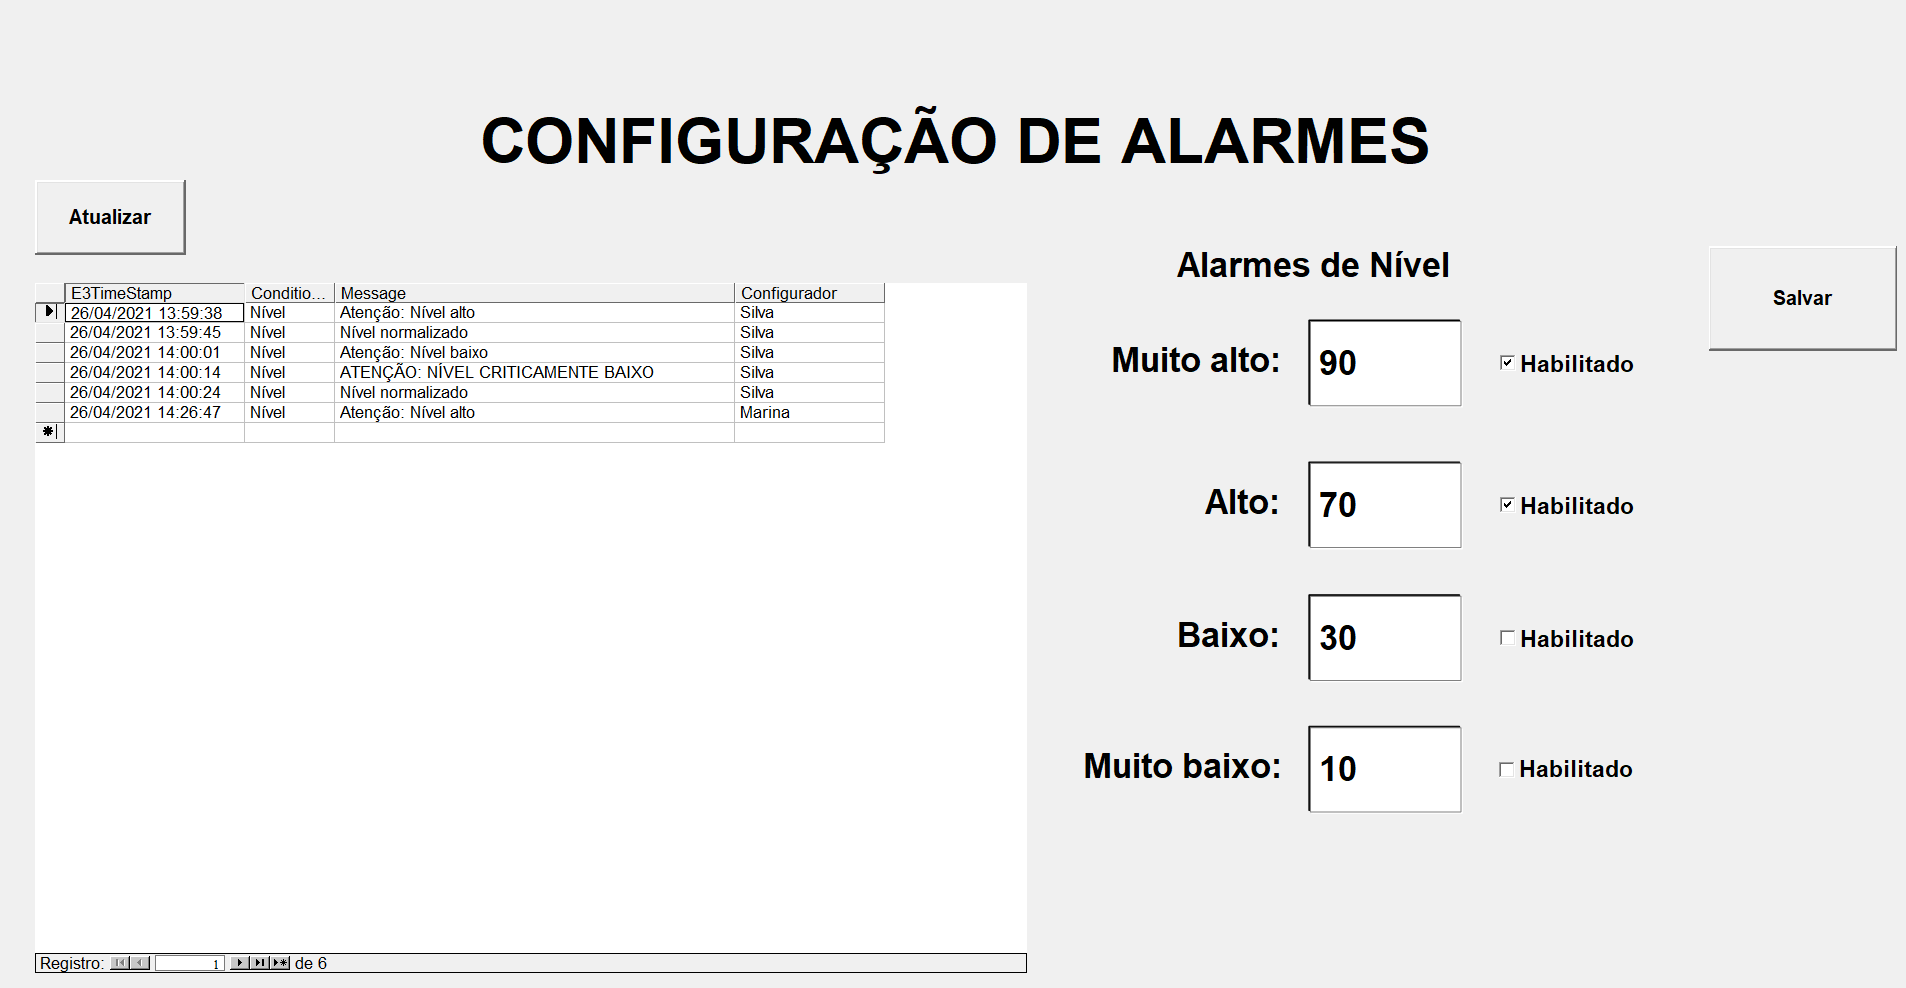 CONFIGURAÇÃO DE ALARMES
Atualizar
E3TimeStamp Conditio... Message Configurador
26/04/2021 13:59:38 Nível Atenção: Nível alto Silva
26/04/2021 13:59:45 Nível Nível normalizado Silva
26/04/2021 14:00:01 Nível Atenção: Nível baixo Silva
26/04/2021 14:00:14 Nível ATENÇÃO: NÍVEL CRITICAMENTE BAIXO Silva
26/04/2021 14:00:24 Nível Nível normalizado Silva
26/04/2021 14:26:47 Nível Atenção: Nível alto Marina
Registro: 1 de 6
Alarmes de Nível
Salvar
Muito alto: 90 Habilitado
Alto: 70 Habilitado
Baixo: 30 Habilitado
Muito baixo: 10 Habilitado